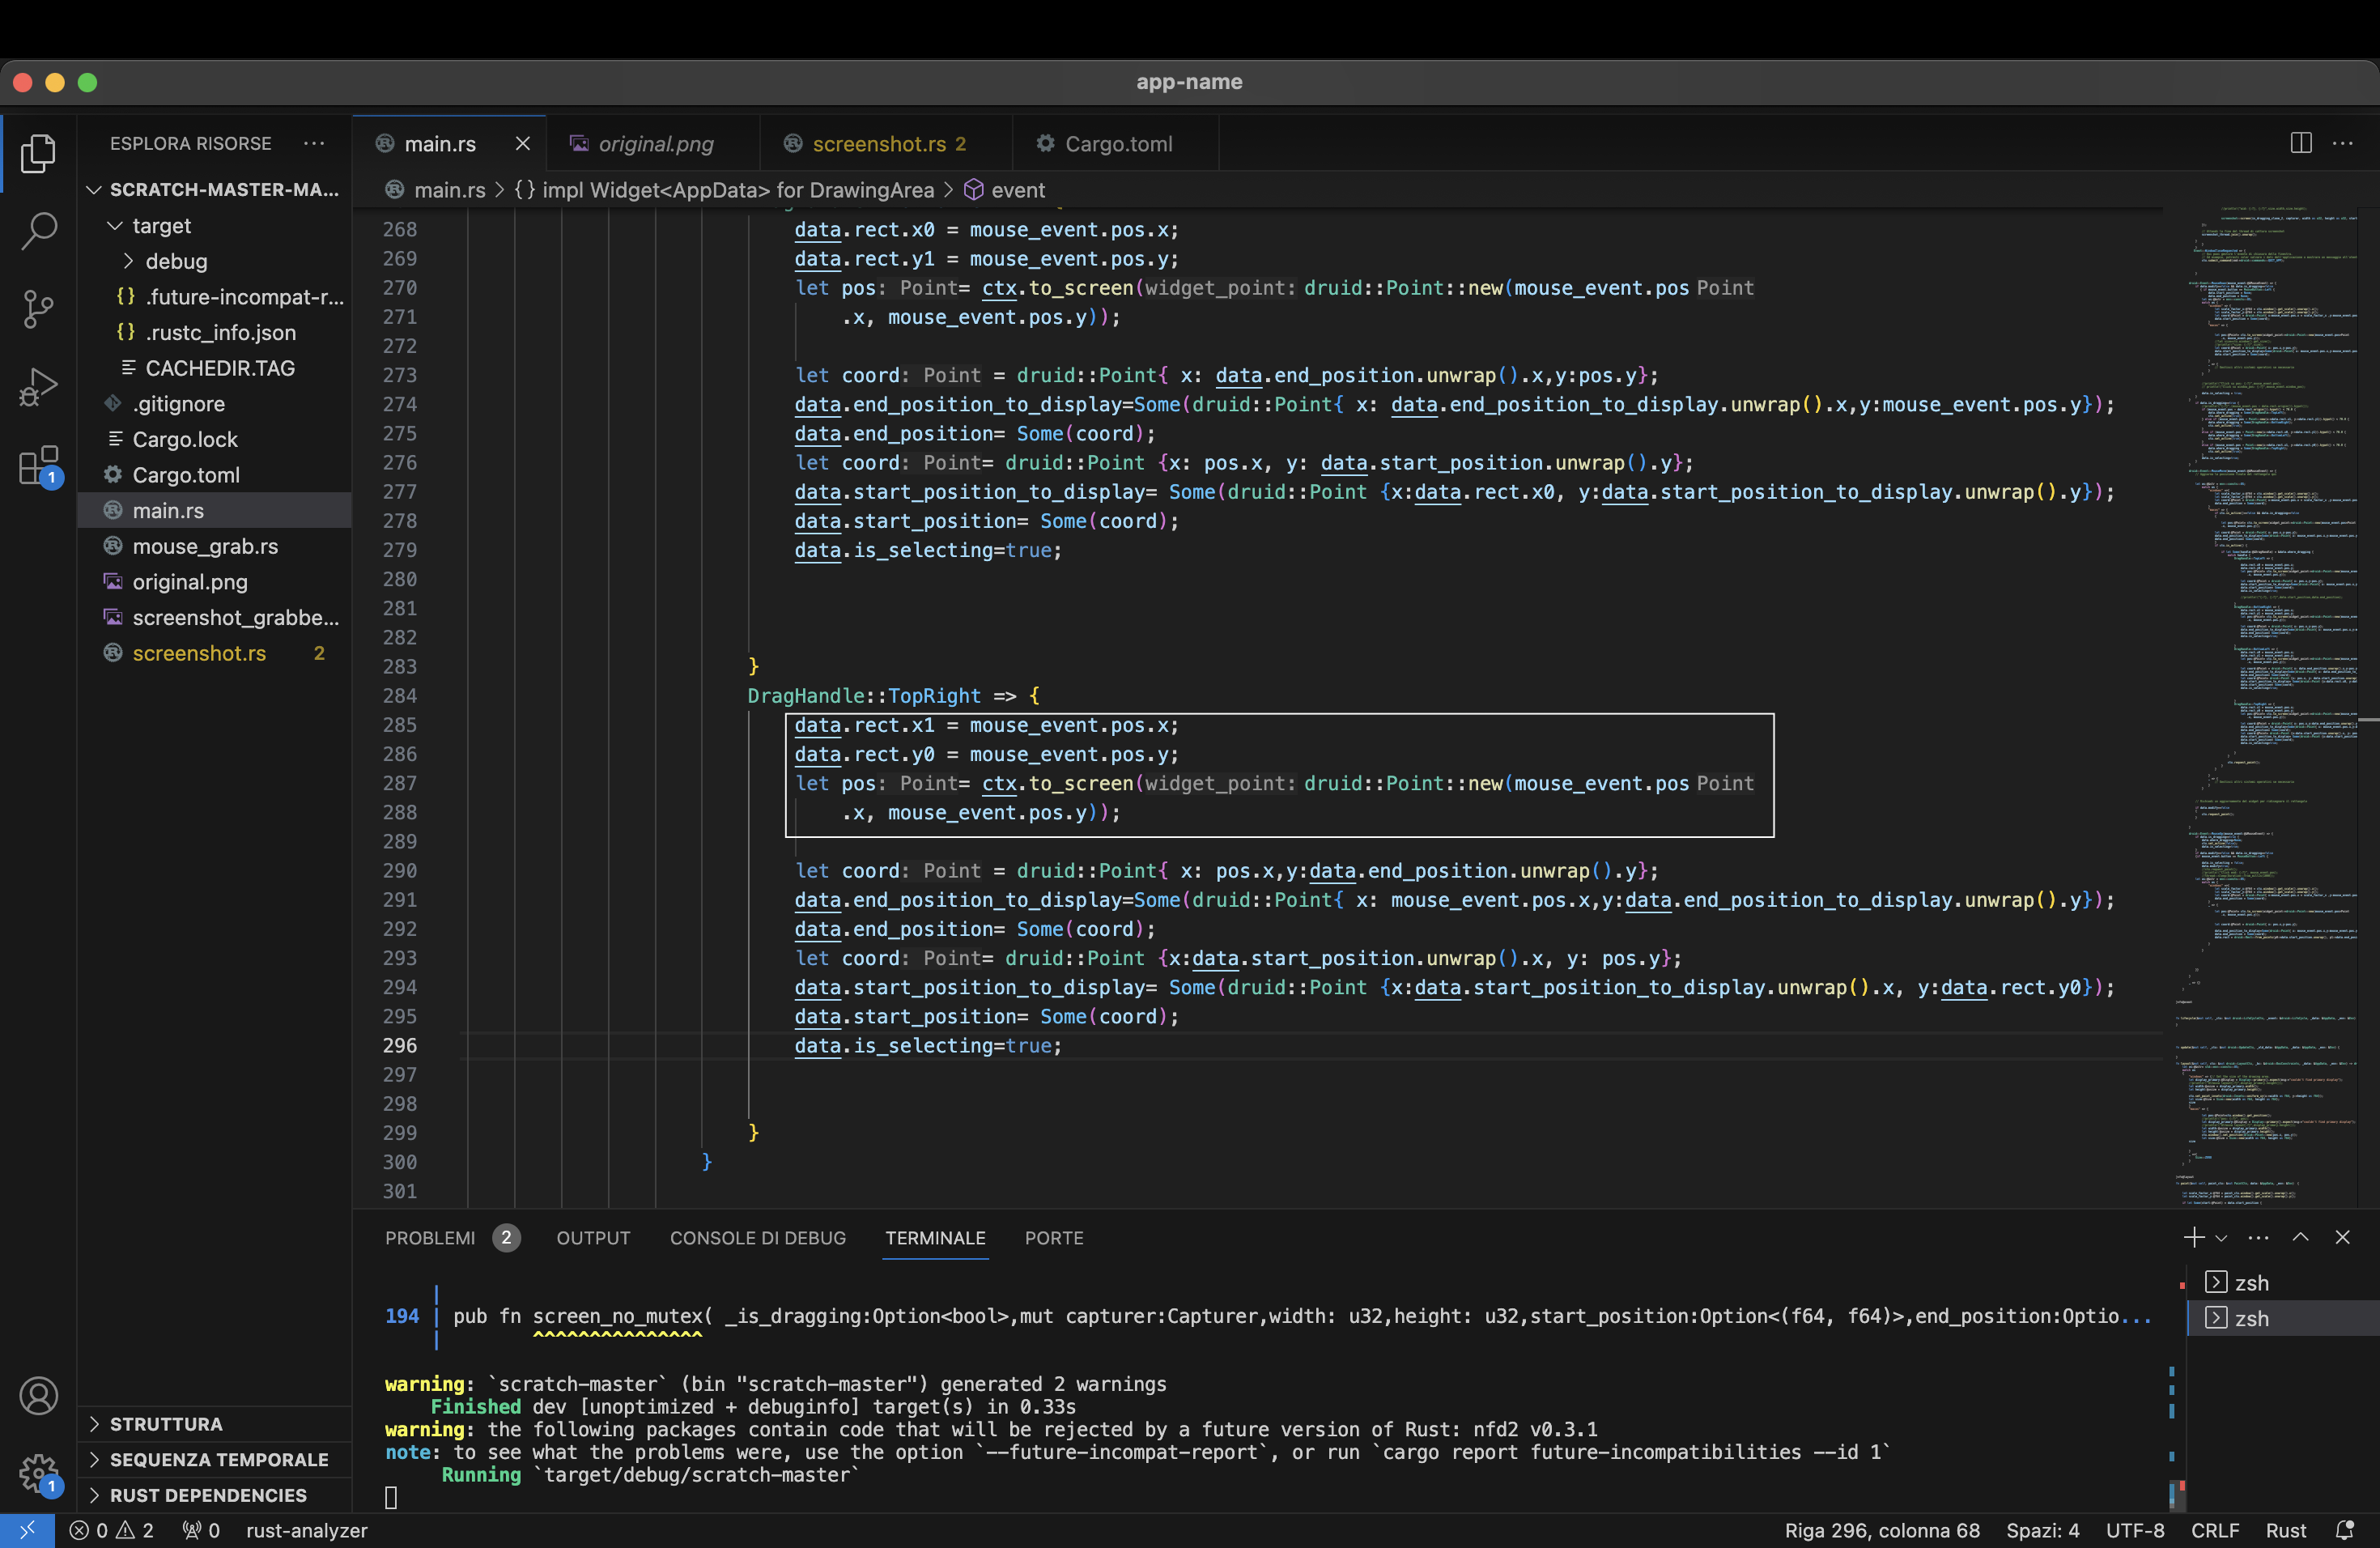 app-name
ESPLORA RISORSE ···
main.rs
original.png
screenshot.rs 2
Cargo.toml
SCRATCH-MASTER-MA...
main.rs > {} impl Widget<AppData> for DrawingArea > event
target
debug
{} .future-incompat-r...
{} .rustc_info.json
CACHEDIR.TAG
.gitignore
Cargo.lock
Cargo.toml
main.rs
mouse_grab.rs
original.png
screenshot_grabbe...
screenshot.rs 2
1
268 data.rect.x0 = mouse_event.pos.x;
269 data.rect.y1 = mouse_event.pos.y;
270 let pos: Point= ctx.to_screen(widget_point: druid::Point::new(mouse_event.pos Point
271 .x, mouse_event.pos.y));
272
273 let coord: Point = druid::Point{ x: data.end_position.unwrap().x,y:pos.y};
274 data.end_position_to_display=Some(druid::Point{ x: data.end_position_to_display.unwrap().x,y:mouse_event.pos.y});
275 data.end_position= Some(coord);
276 let coord: Point= druid::Point {x: pos.x, y: data.start_position.unwrap().y};
277 data.start_position_to_display= Some(druid::Point {x:data.rect.x0, y:data.start_position_to_display.unwrap().y});
278 data.start_position= Some(coord);
279 data.is_selecting=true;
280
281
282
283 }
284 DragHandle::TopRight => {
285 data.rect.x1 = mouse_event.pos.x;
286 data.rect.y0 = mouse_event.pos.y;
287 let pos: Point= ctx.to_screen(widget_point: druid::Point::new(mouse_event.pos Point
288 .x, mouse_event.pos.y));
289
290 let coord: Point = druid::Point{ x: pos.x,y:data.end_position.unwrap().y};
291 data.end_position_to_display=Some(druid::Point{ x: mouse_event.pos.x,y:data.end_position_to_display.unwrap().y});
292 data.end_position= Some(coord);
293 let coord: Point= druid::Point {x:data.start_position.unwrap().x, y: pos.y};
294 data.start_position_to_display= Some(druid::Point {x:data.start_position_to_display.unwrap().x, y:data.rect.y0});
295 data.start_position= Some(coord);
296 data.is_selecting=true;
297
298
299 }
300 }
301
PROBLEMI 2 OUTPUT CONSOLE DI DEBUG TERMINALE PORTE
194 | pub fn screen_no_mutex( _is_dragging:Option<bool>,mut capturer:Capturer,width: u32,height: u32,start_position:Option<(f64, f64)>,end_position:Optio...
^^^^^^^^^^^^^^^
warning: `scratch-master` (bin "scratch-master") generated 2 warnings
Finished dev [unoptimized + debuginfo] target(s) in 0.33s
warning: the following packages contain code that will be rejected by a future version of Rust: nfd2 v0.3.1
note: to see what the problems were, use the option `--future-incompat-report`, or run `cargo report future-incompatibilities --id 1`
Running `target/debug/scratch-master`
zsh
zsh
STRUTTURA
SEQUENZA TEMPORALE
RUST DEPENDENCIES
1
0 2 0 rust-analyzer
Riga 296, colonna 68 Spazi: 4 UTF-8 CRLF Rust